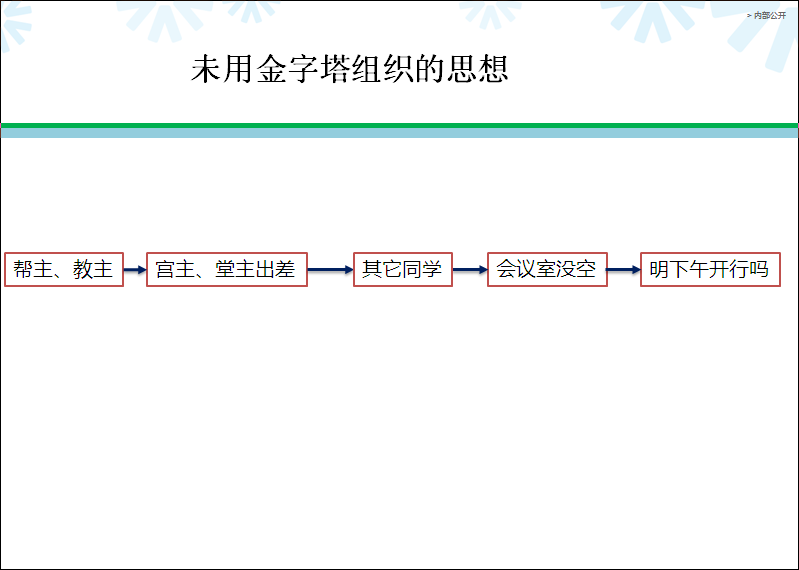 > 内部公开
未用金字塔组织的思想
帮主、教主
宫主、堂主出差
其它同学
会议室没空
明下午开行吗